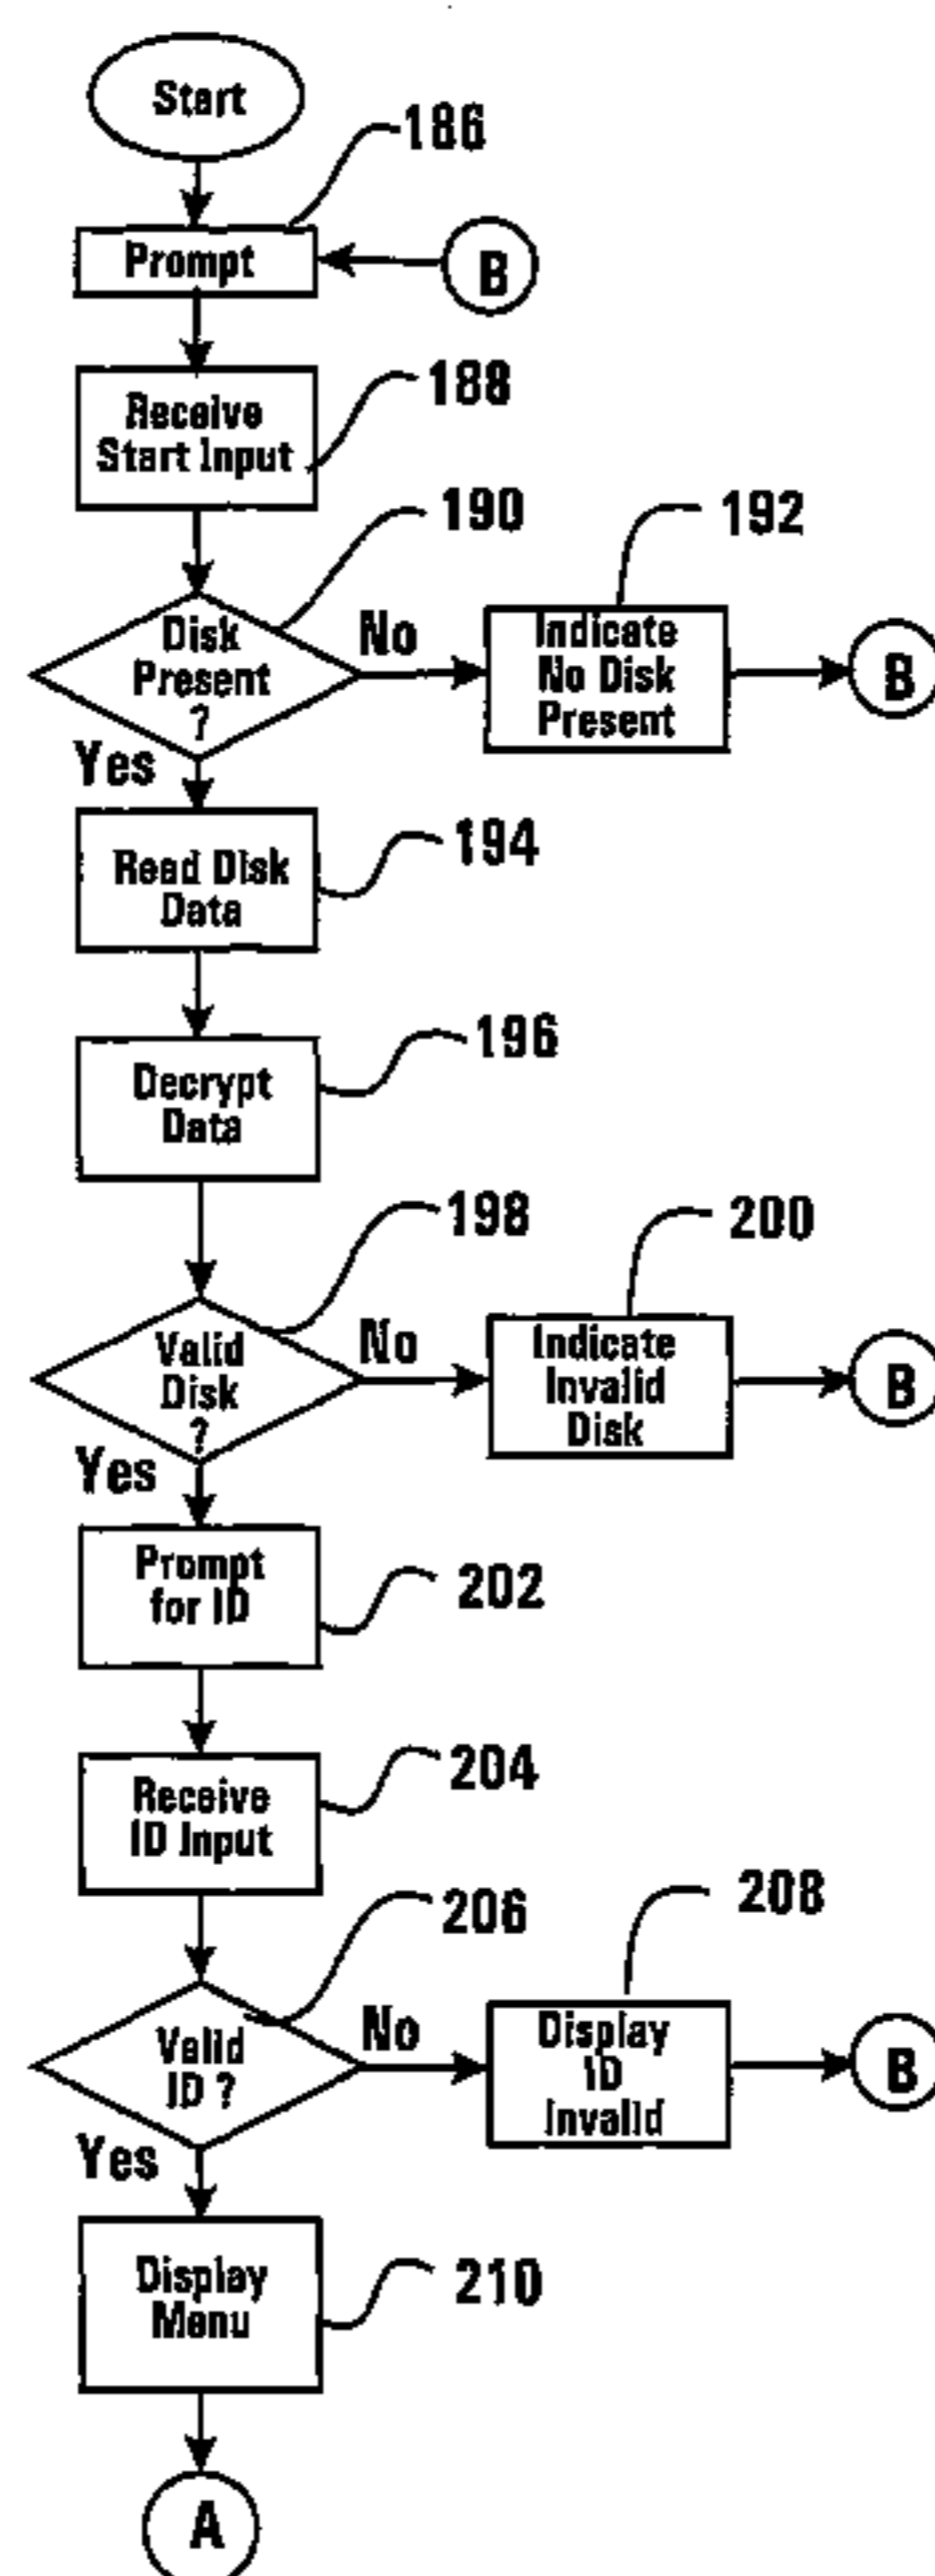 Start
186
Prompt
B
188
Receive
Start Input
190
192
Disk
Present
?
No
Indicate
No Disk
Present
B
Yes
194
Read Disk
Data
196
Decrypt
Data
198
200
Valid
Disk
?
No
Indicate
Invalid
Disk
B
Yes
Prompt
for ID
202
204
Receive
ID Input
206
208
Valid
ID ?
No
Display
ID
Invalid
B
Yes
Display
Menu
210
A